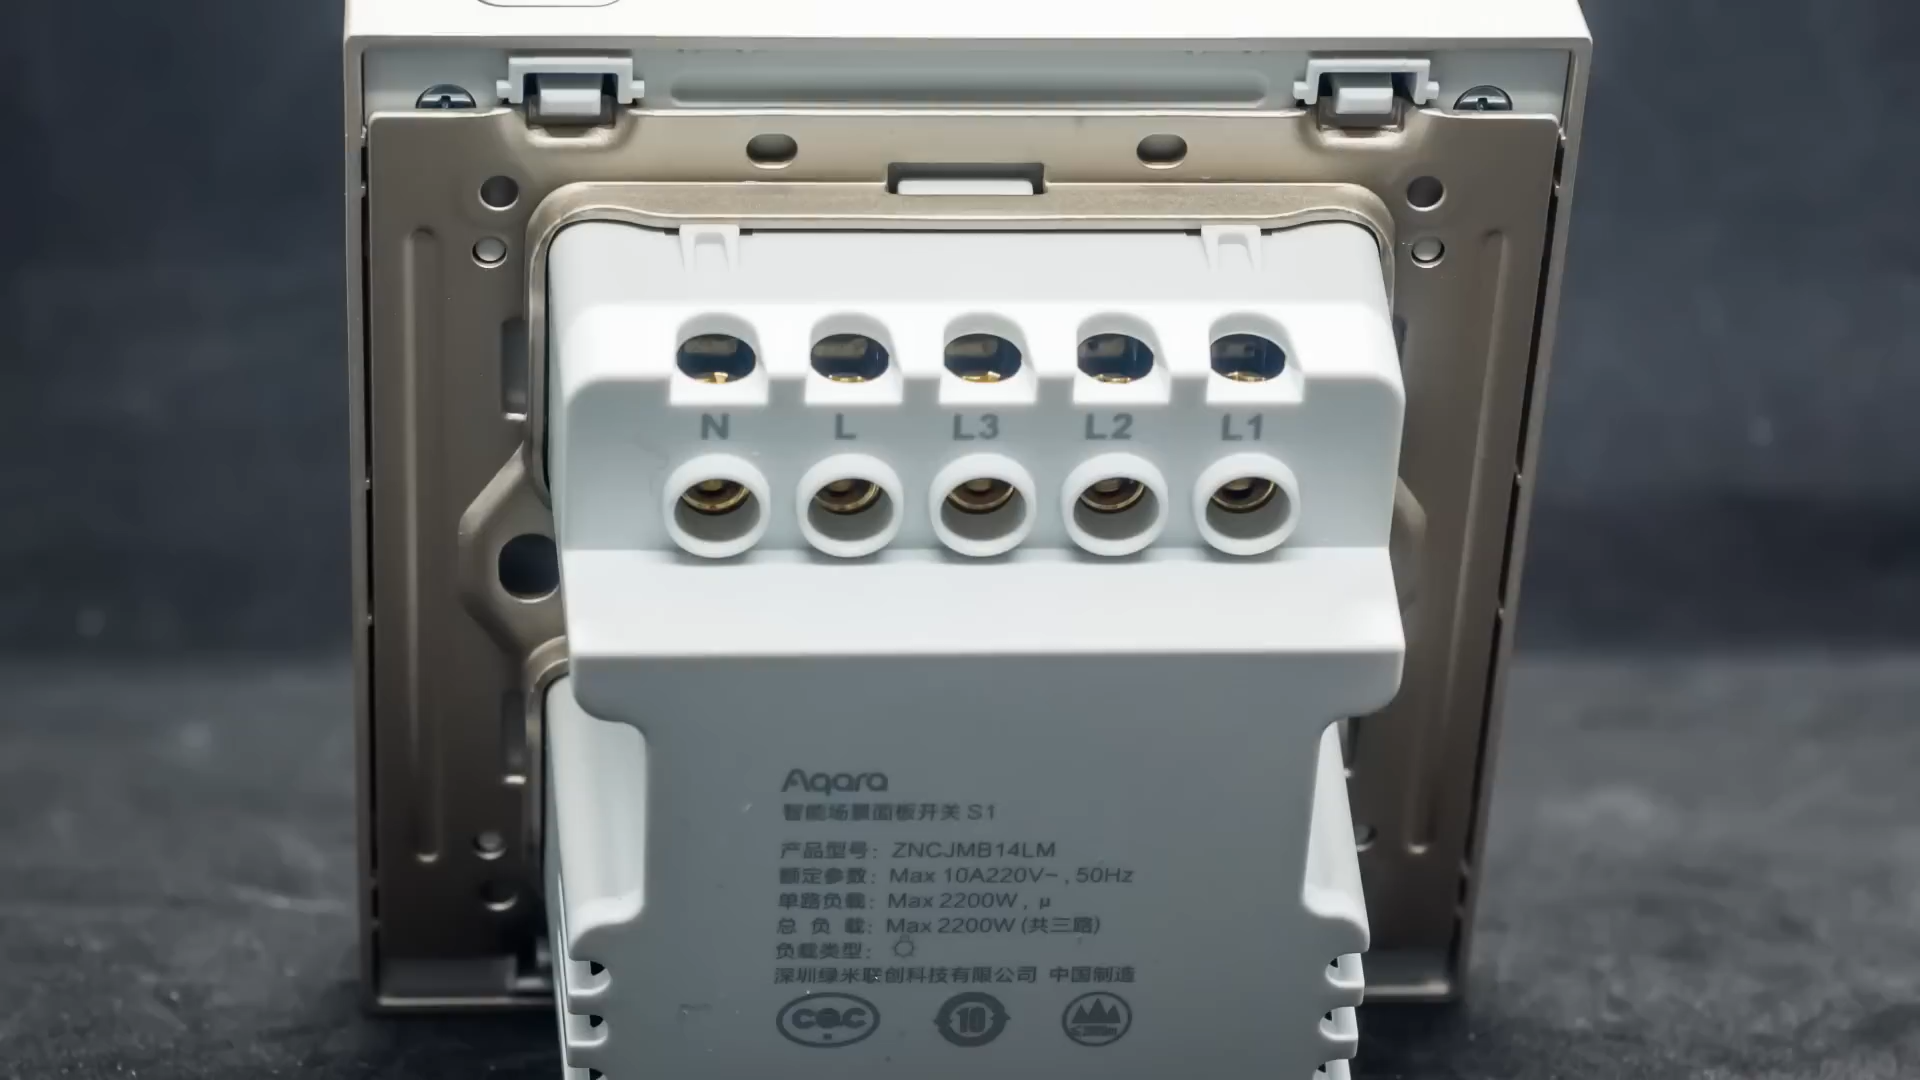 N L L3 L2 L1
Aqara
智能场景面板开关 S1
产品型号: ZNCJMB14LM
额定参数: Max 10A220V~, 50Hz
单路负载: Max 2200W, μ
总 负 载: Max 2200W (共三路)
负载类型:
深圳绿米联创科技有限公司 中国制造
CQC 10